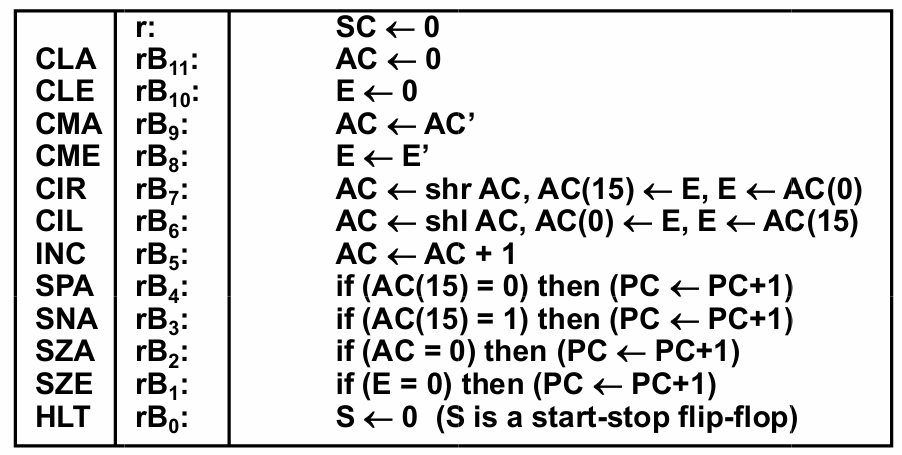 r: SC ← 0
CLA rB₁₁: AC ← 0
CLE rB₁₀: E ← 0
CMA rB₉: AC ← AC’
CME rB₈: E ← E’
CIR rB₇: AC ← shr AC, AC(15) ← E, E ← AC(0)
CIL rB₆: AC ← shl AC, AC(0) ← E, E ← AC(15)
INC rB₅: AC ← AC + 1
SPA rB₄: if (AC(15) = 0) then (PC ← PC+1)
SNA rB₃: if (AC(15) = 1) then (PC ← PC+1)
SZA rB₂: if (AC = 0) then (PC ← PC+1)
SZE rB₁: if (E = 0) then (PC ← PC+1)
HLT rB₀: S ← 0 (S is a start-stop flip-flop)